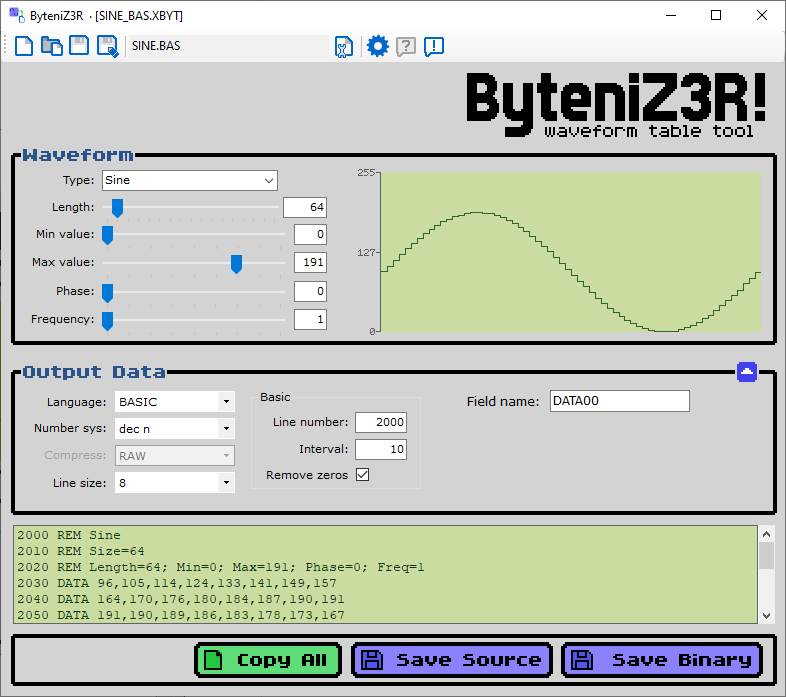 ByteniZ3R · [SINE_BAS.XBYT]
SINE.BAS
ByteniZ3R!
waveform table tool
Waveform
Type: Sine
Length: 64
Min value: 0
Max value: 191
Phase: 0
Frequency: 1
255
127
0
Output Data
Language: BASIC
Number sys: dec n
Compress: RAW
Line size: 8
Basic
Line number: 2000
Interval: 10
Remove zeros
Field name: DATA00
2000 REM Sine
2010 REM Size=64
2020 REM Length=64; Min=0; Max=191; Phase=0; Freq=1
2030 DATA 96,105,114,124,133,141,149,157
2040 DATA 164,170,176,180,184,187,190,191
2050 DATA 191,190,189,186,183,178,173,167
Copy All
Save Source
Save Binary